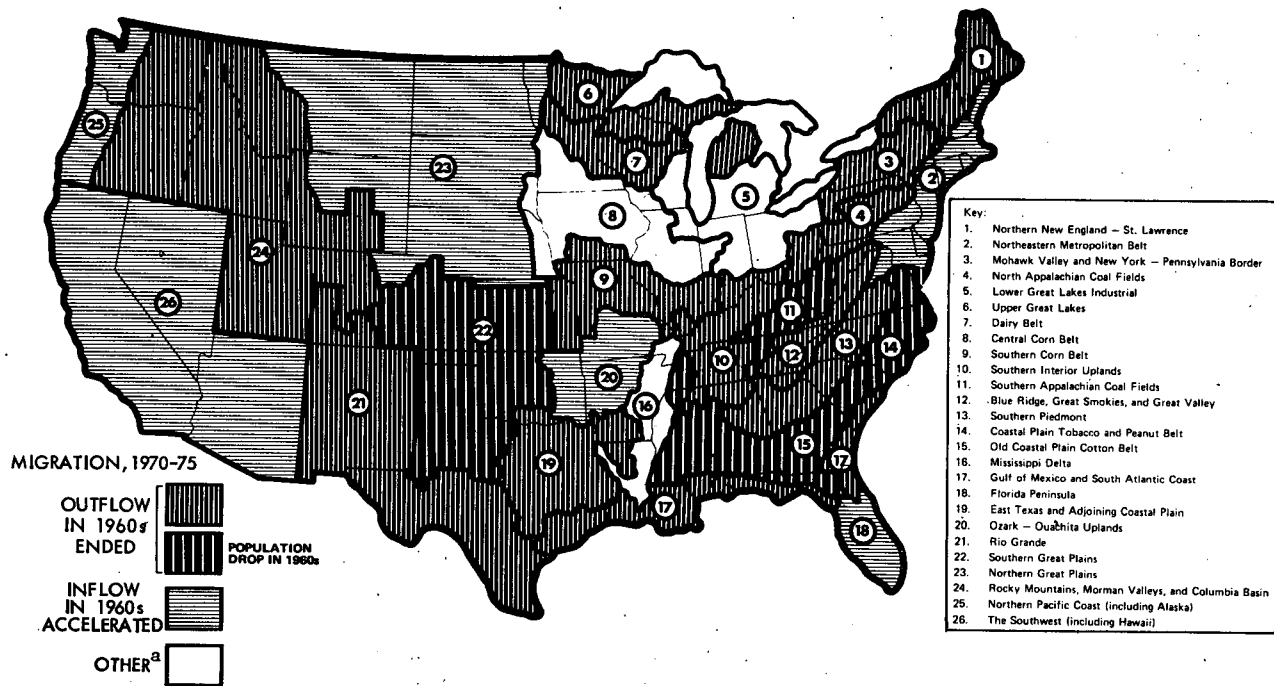 1
2
3
4
5
6
7
8
9
10
11
12
13
14
15
16
17
17
18
19
20
21
22
23
24
25
26
MIGRATION, 1970-75
OUTFLOW
IN 1960s
ENDED
POPULATION
DROP IN 1960s
INFLOW
IN 1960s
ACCELERATED
OTHERa
Key:
1. Northern New England – St. Lawrence
2. Northeastern Metropolitan Belt
3. Mohawk Valley and New York – Pennsylvania Border
4. North Appalachian Coal Fields
5. Lower Great Lakes Industrial
6. Upper Great Lakes
7. Dairy Belt
8. Central Corn Belt
9. Southern Corn Belt
10. Southern Interior Uplands
11. Southern Appalachian Coal Fields
12. Blue Ridge, Great Smokies, and Great Valley
13. Southern Piedmont
14. Coastal Plain Tobacco and Peanut Belt
15. Old Coastal Plain Cotton Belt
16. Mississippi Delta
17. Gulf of Mexico and South Atlantic Coast
18. Florida Peninsula
19. East Texas and Adjoining Coastal Plain
20. Ozark – Ouachita Uplands
21. Rio Grande
22. Southern Great Plains
23. Northern Great Plains
24. Rocky Mountains, Morman Valleys, and Columbia Basin
25. Northern Pacific Coast (including Alaska)
26. The Southwest (including Hawaii)